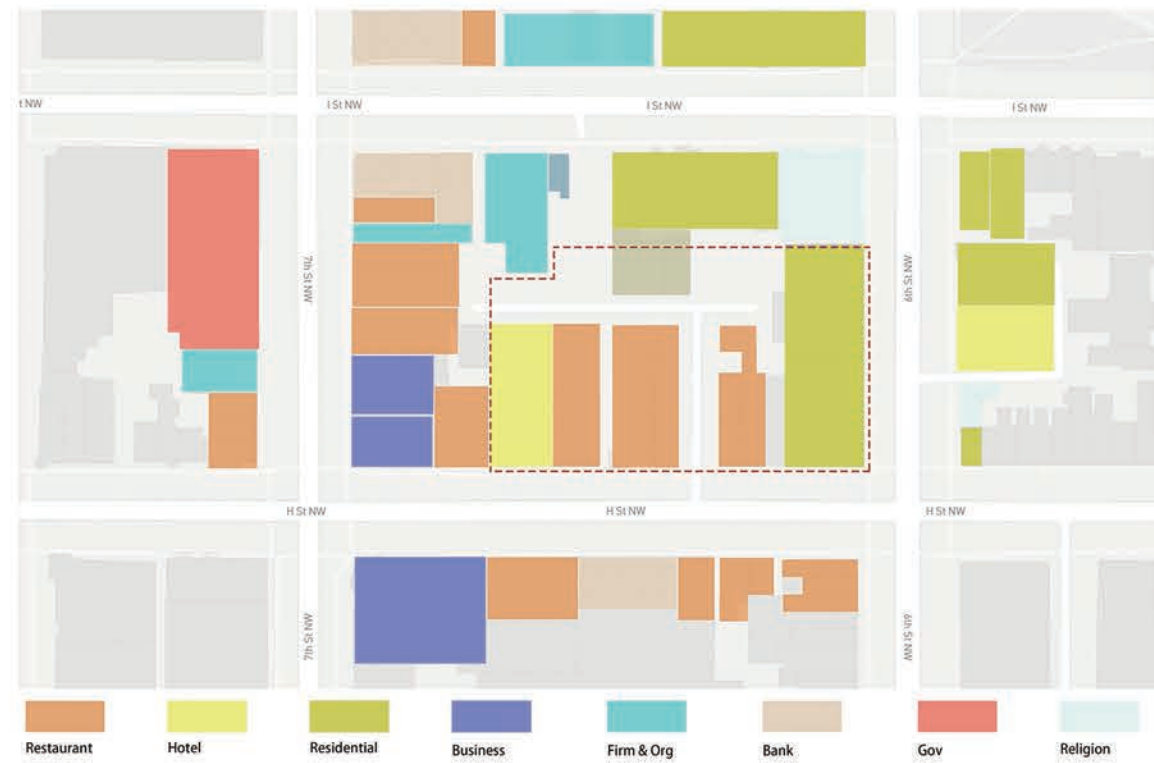 t NW
I St NW
I St NW
I St NW
7th St NW
6th St NW
H St NW
H St NW
H St NW
7th St NW
6th St NW
Restaurant
Hotel
Residential
Business
Firm & Org
Bank
Gov
Religion